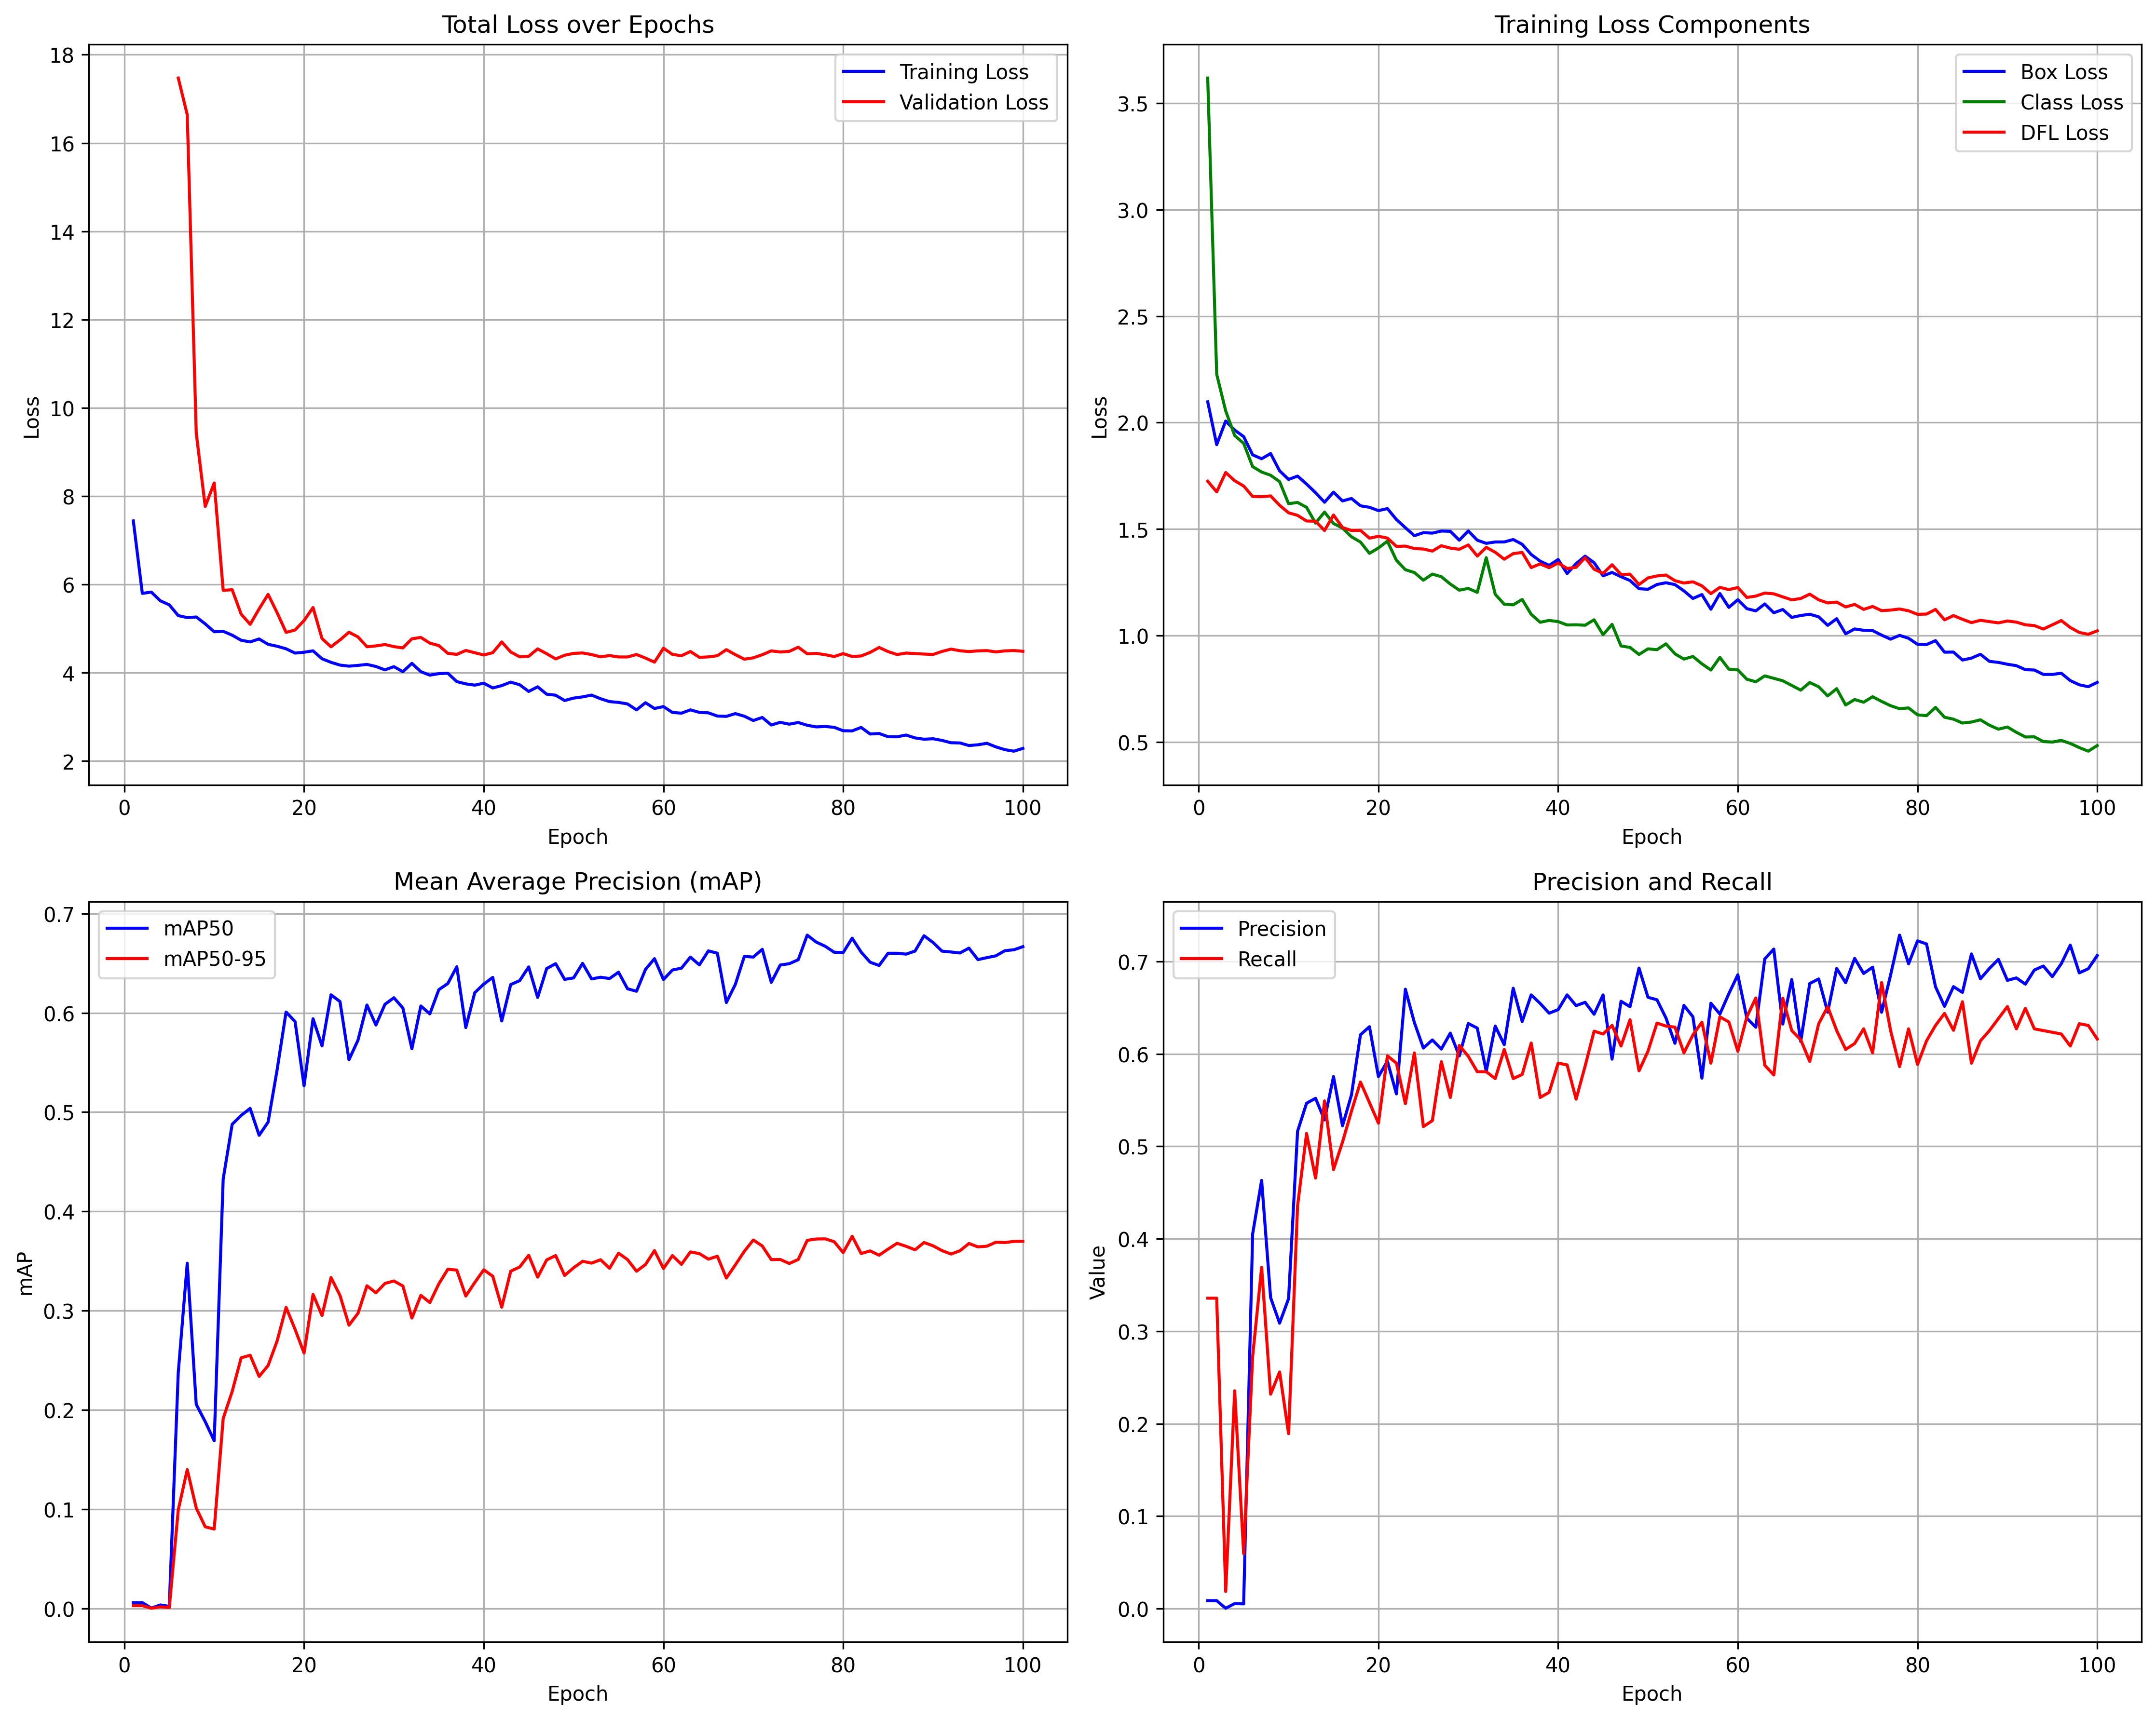 Total Loss over Epochs
18
16
14
12
10
8
6
4
2
Loss
Training Loss
Validation Loss
0 20 40 60 80 100
Epoch
Training Loss Components
3.5
3.0
2.5
2.0
1.5
1.0
0.5
Loss
Box Loss
Class Loss
DFL Loss
0 20 40 60 80 100
Epoch
Mean Average Precision (mAP)
0.7
0.6
0.5
0.4
0.3
0.2
0.1
0.0
mAP
mAP50
mAP50-95
0 20 40 60 80 100
Epoch
Precision and Recall
0.7
0.6
0.5
0.4
0.3
0.2
0.1
0.0
Value
Precision
Recall
0 20 40 60 80 100
Epoch